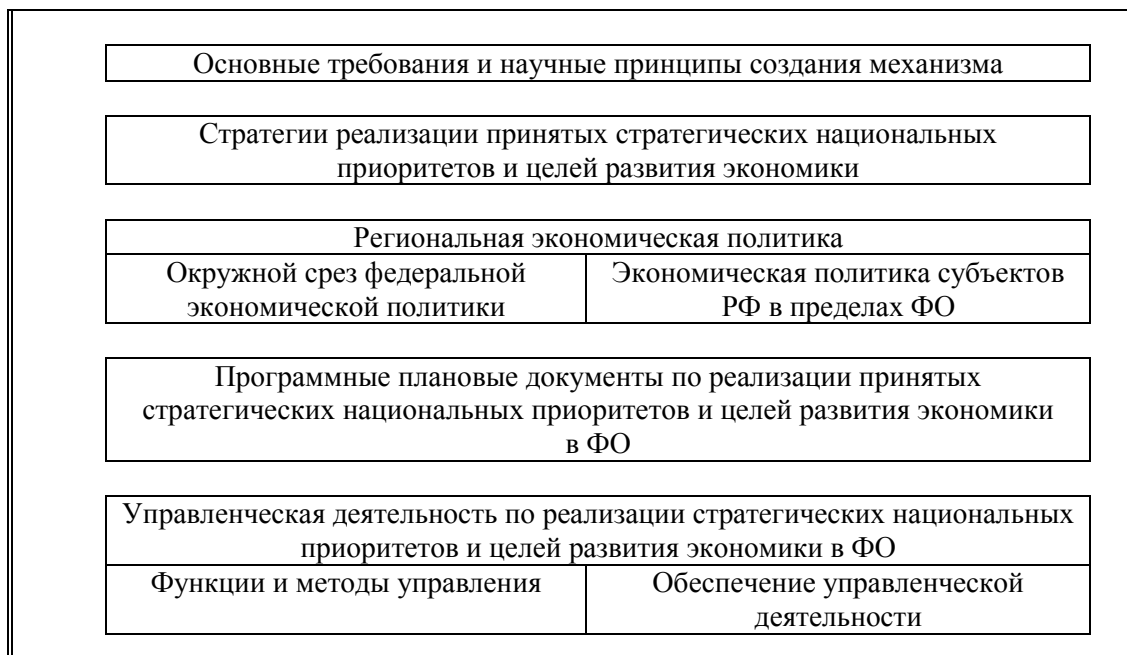 Основные требования и научные принципы создания механизма
Стратегии реализации принятых стратегических национальных
приоритетов и целей развития экономики
Региональная экономическая политика
Окружной срез федеральной
экономической политики
Экономическая политика субъектов
РФ в пределах ФО
Программные плановые документы по реализации принятых
стратегических национальных приоритетов и целей развития экономики
в ФО
Управленческая деятельность по реализации стратегических национальных
приоритетов и целей развития экономики в ФО
Функции и методы управления
Обеспечение управленческой
деятельности